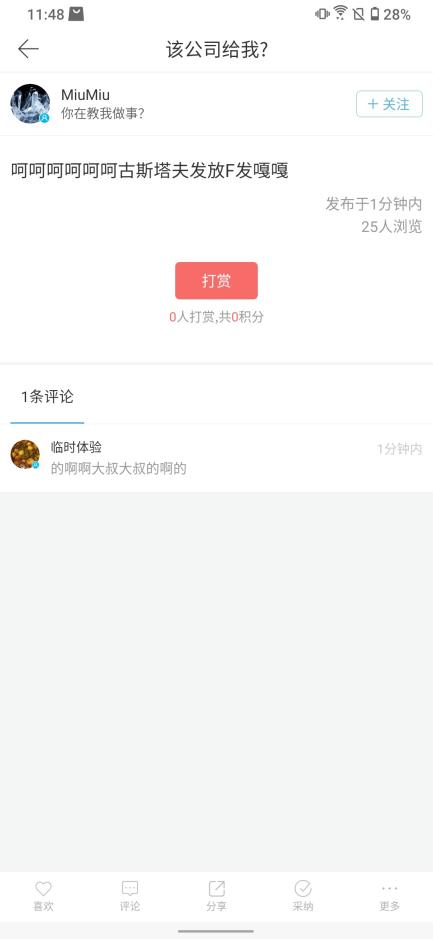 11:48
28%
该公司给我?
MiuMiu
你在教我做事?
+ 关注
呵呵呵呵呵呵古斯塔夫发放F发嘎嘎
发布于1分钟内
25人浏览
打赏
0人打赏,共0积分
1条评论
临时体验
1分钟内
的啊啊大叔大叔的啊的
喜欢
评论
分享
采纳
更多